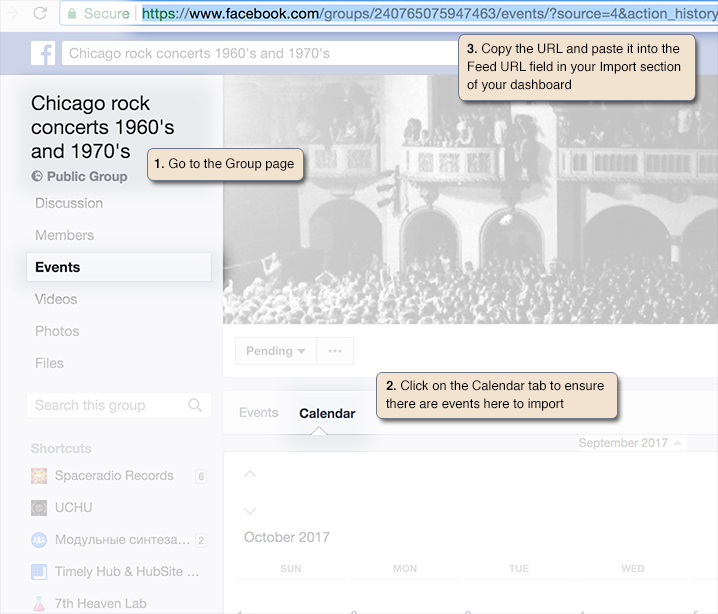 Secure
https://www.facebook.com/groups/240765075947463/events/?source=4&action_history
Chicago rock concerts 1960's and 1970's
3. Copy the URL and paste it into the
Feed URL field in your Import section
of your dashboard
Chicago rock
concerts 1960's
and 1970's
Public Group
1. Go to the Group page
Discussion
Members
Events
Videos
Photos
Files
Search this group
Shortcuts
Spaceradio Records 6
UCHU
Модульные синтеза... 2
Timely Hub & HubSite ...
7th Heaven Lab
Pending
2. Click on the Calendar tab to ensure
there are events here to import
Events Calendar
September 2017
October 2017
SUN MON TUE WED
1 2 3 4 5